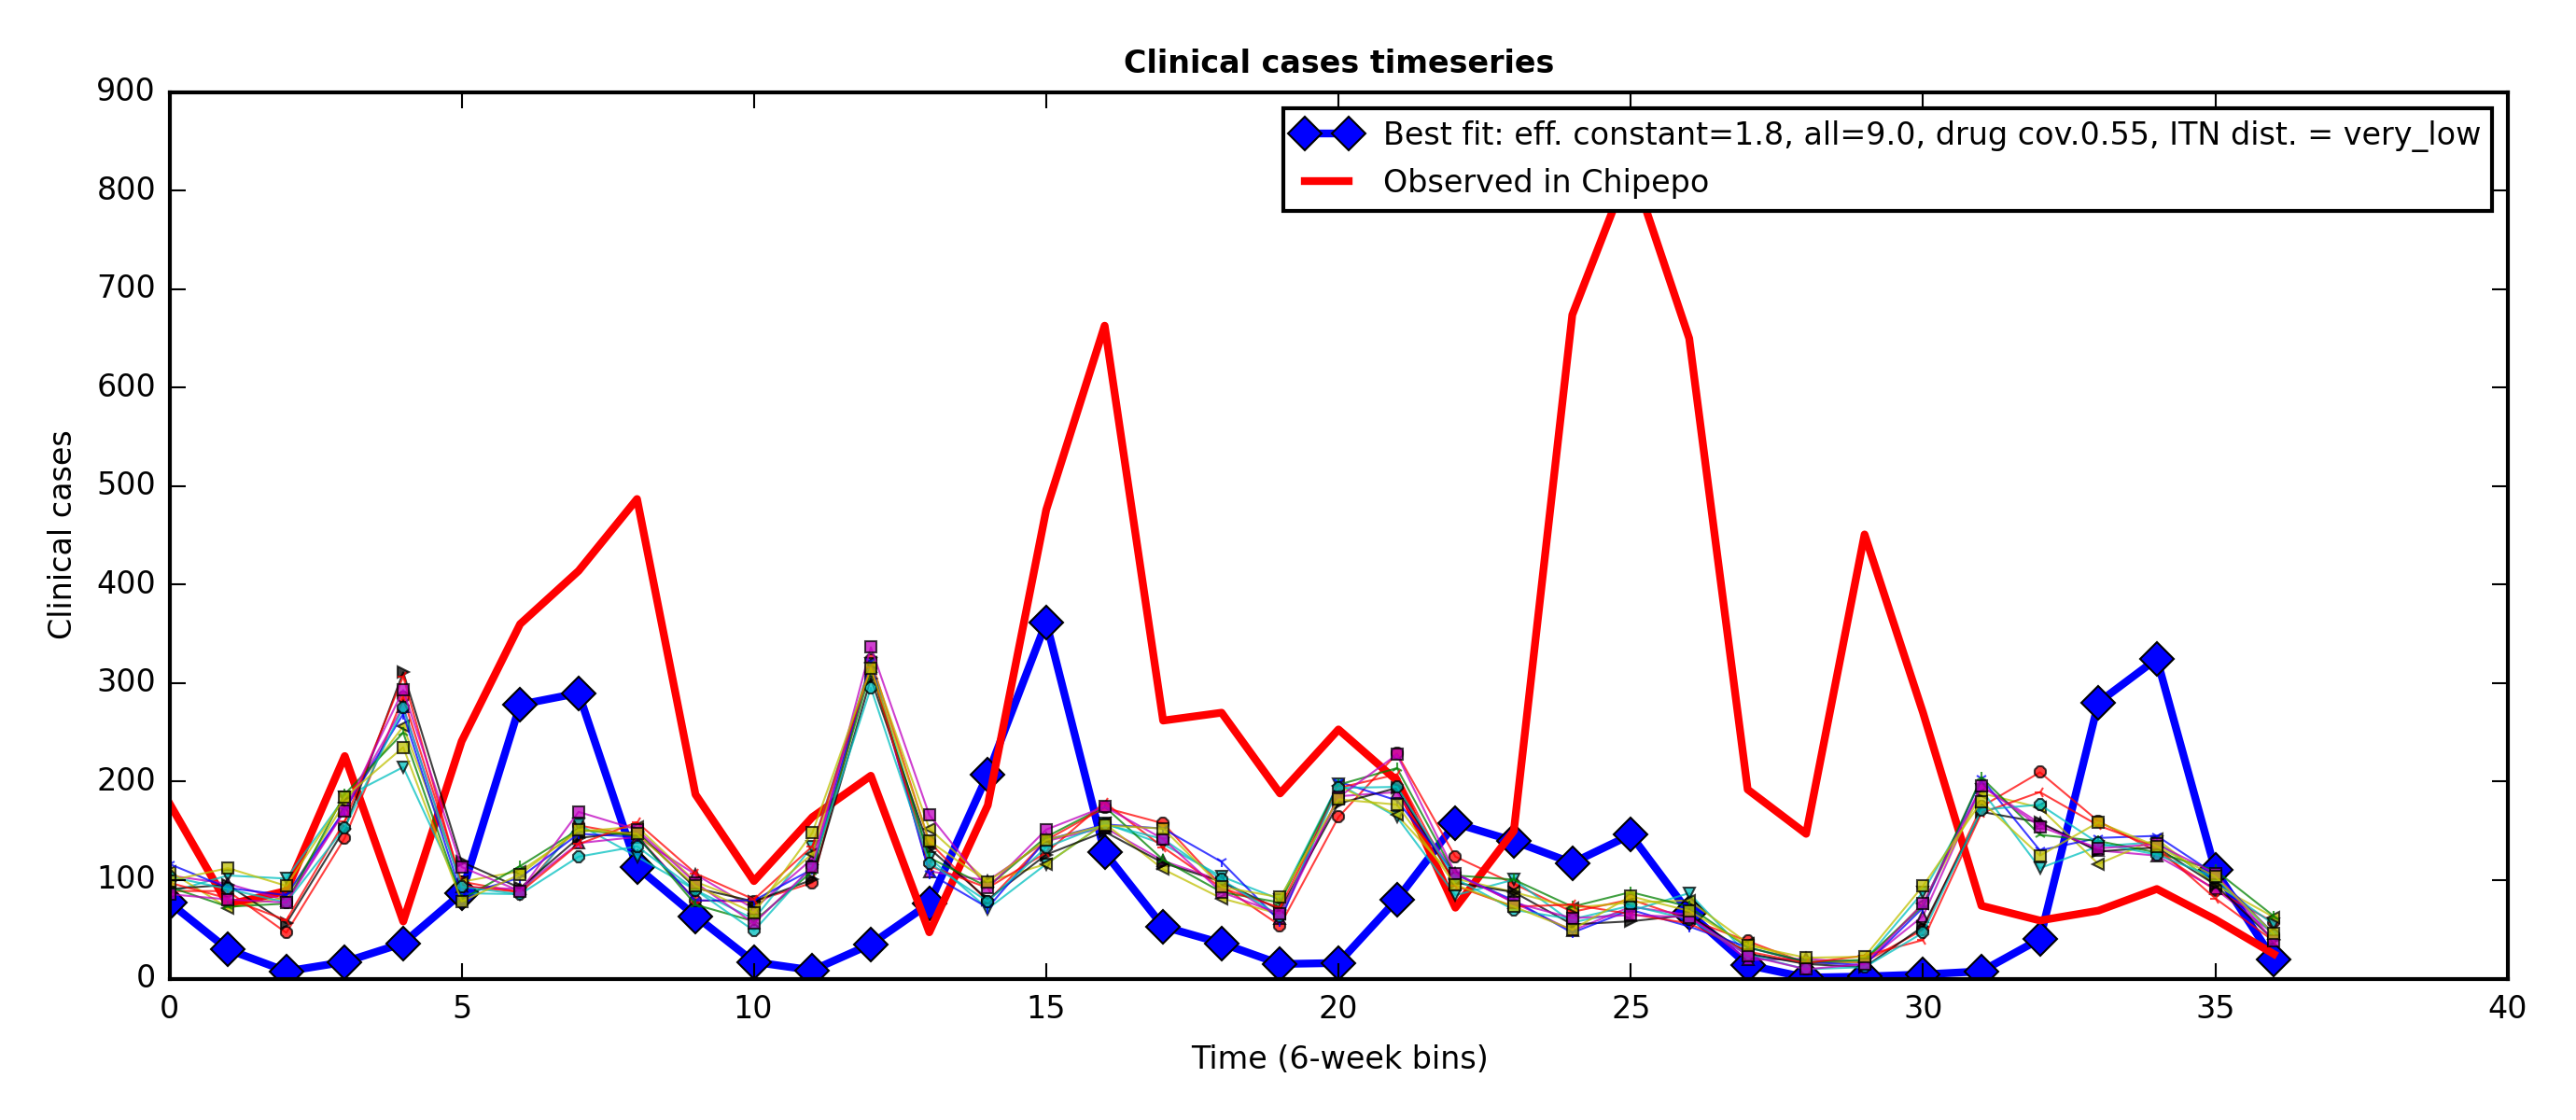 Clinical cases timeseries
900
800
700
600
500
400
300
200
100
0
Clinical cases
Best fit: eff. constant=1.8, all=9.0, drug cov.0.55, ITN dist. = very_low
Observed in Chipepo
0 5 10 15 20 25 30 35 40
Time (6-week bins)